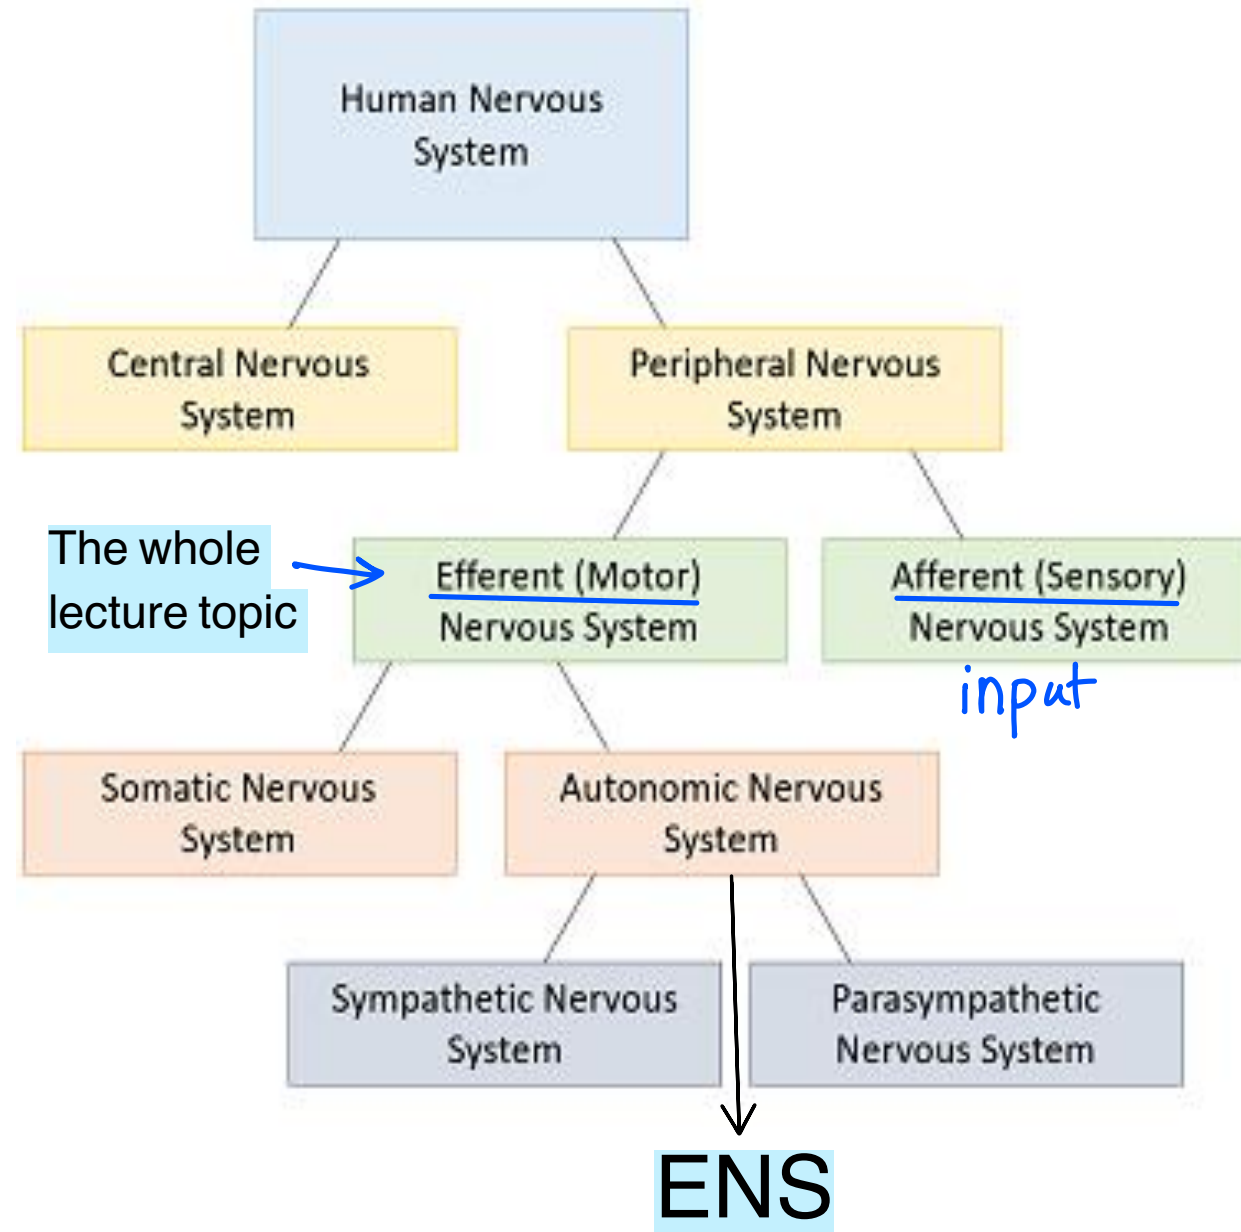 Human Nervous
System
Central Nervous
System
Peripheral Nervous
System
The whole
lecture topic
Efferent (Motor)
Nervous System
Afferent (Sensory)
Nervous System
input
Somatic Nervous
System
Autonomic Nervous
System
Sympathetic Nervous
System
Parasympathetic
Nervous System
ENS